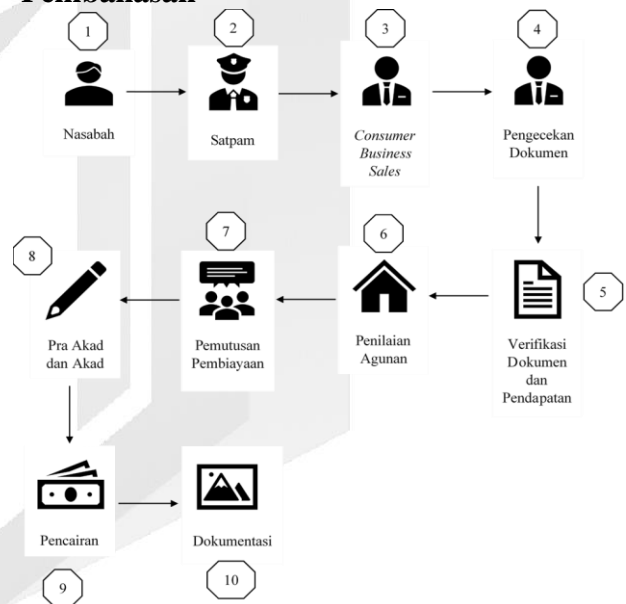 Pembahasan
1
2
3
4
Nasabah
Satpam
Consumer
Business
Sales
Pengecekan
Dokumen
8
7
6
5
Pra Akad
dan Akad
Pemutusan
Pembiayaan
Penilaian
Agunan
Verifikasi
Dokumen
dan
Pendapatan
Pencairan
Dokumentasi
9
10